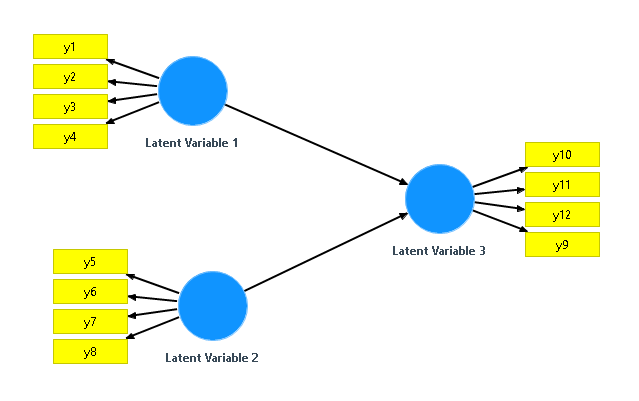 y1
y2
y3
y4
Latent Variable 1
y10
y11
y12
y9
Latent Variable 3
y5
y6
y7
y8
Latent Variable 2